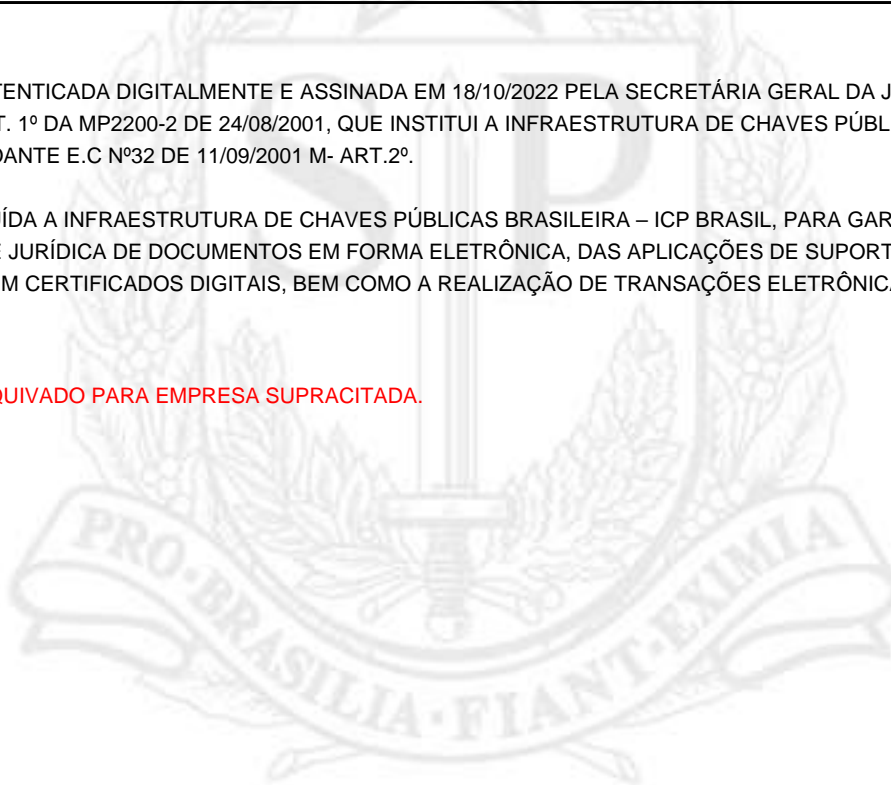 TENTICADA DIGITALMENTE E ASSINADA EM 18/10/2022 PELA SECRETÁRIA GERAL DA J
T. 1º DA MP2200-2 DE 24/08/2001, QUE INSTITUI A INFRAESTRUTURA DE CHAVES PÚBL
DANTE E.C Nº32 DE 11/09/2001 M- ART.2º.
ÍDA A INFRAESTRUTURA DE CHAVES PÚBLICAS BRASILEIRA – ICP BRASIL, PARA GAR
E JURÍDICA DE DOCUMENTOS EM FORMA ELETRÔNICA, DAS APLICAÇÕES DE SUPORT
M CERTIFICADOS DIGITAIS, BEM COMO A REALIZAÇÃO DE TRANSAÇÕES ELETRÔNICA
QUIVADO PARA EMPRESA SUPRACITADA.
SP
PRO·BRASILIA·FIANT·EXIMIA